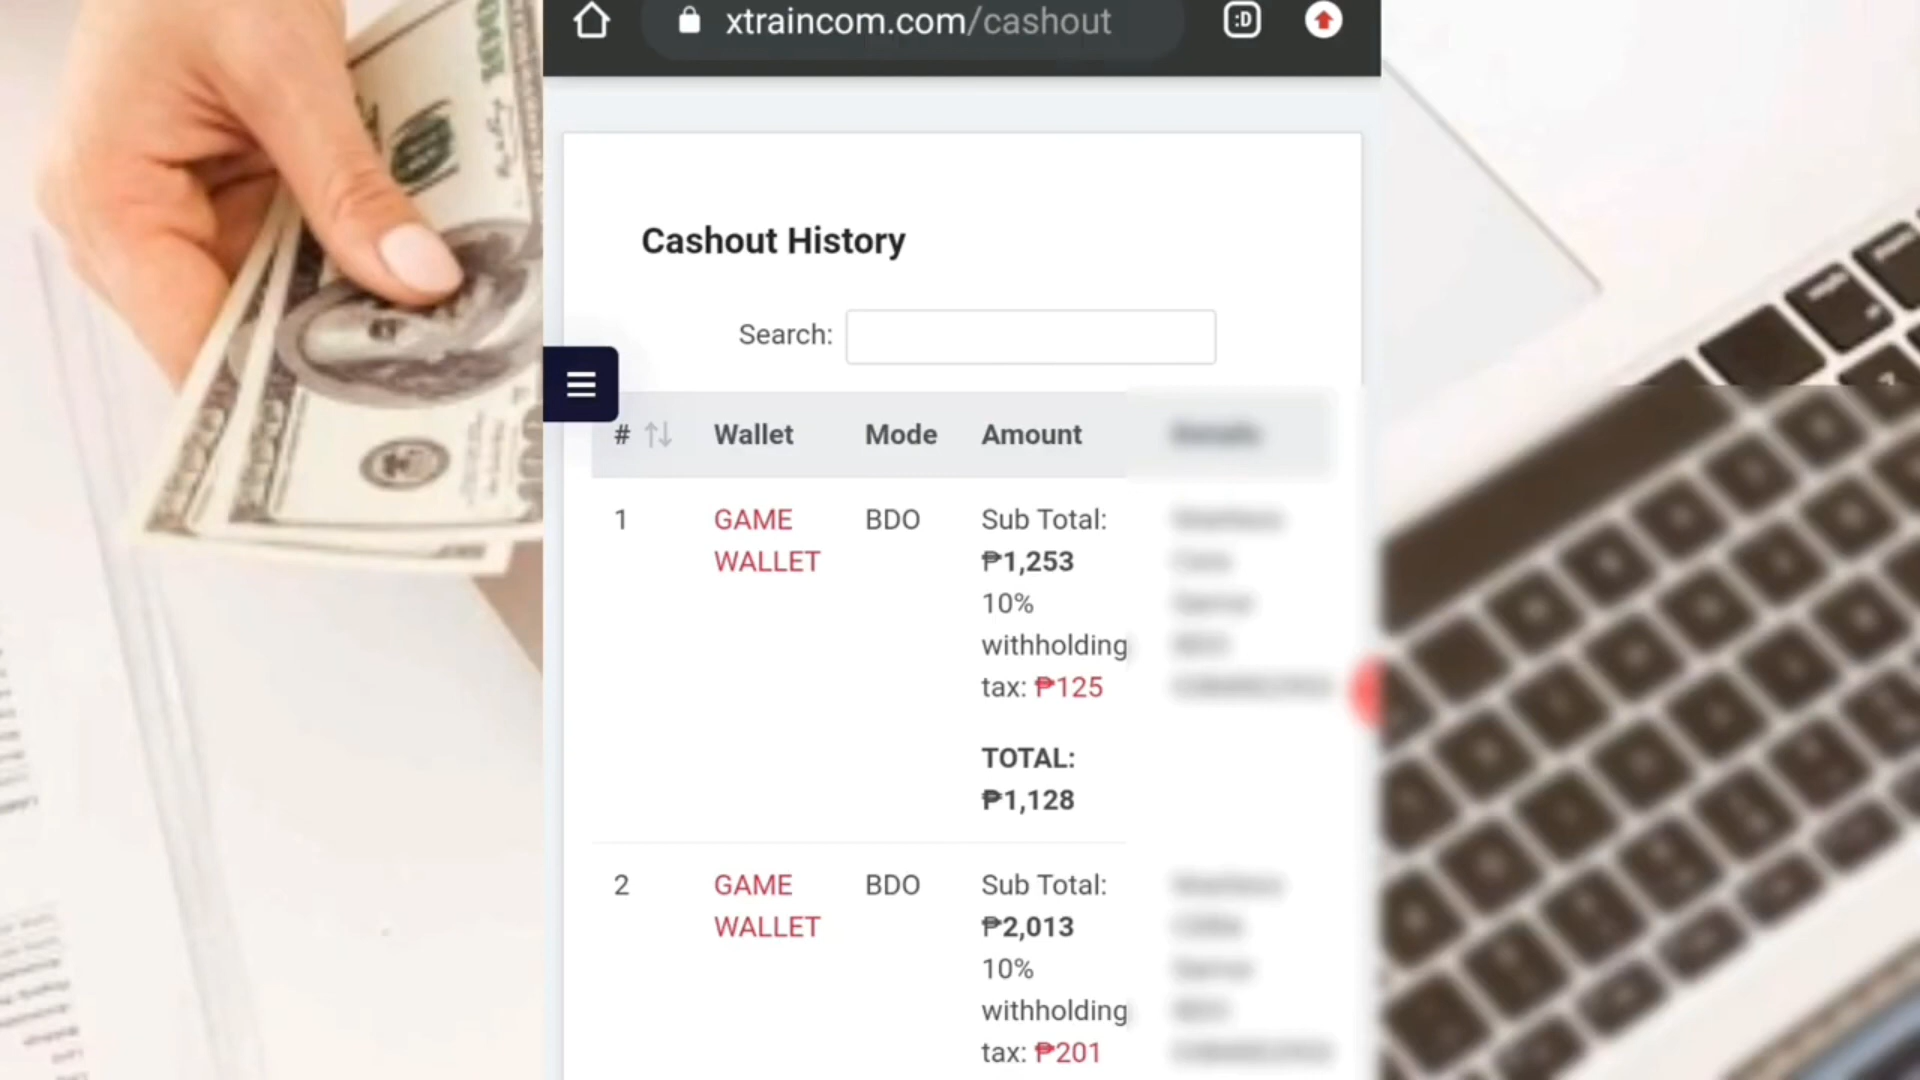 xtraincom.com/cashout
:D
Cashout History
Search:
# Wallet Mode Amount
1 GAME WALLET BDO Sub Total: ₱1,253 10% withholding tax: ₱125
TOTAL: ₱1,128
2 GAME WALLET BDO Sub Total: ₱2,013 10% withholding tax: ₱201